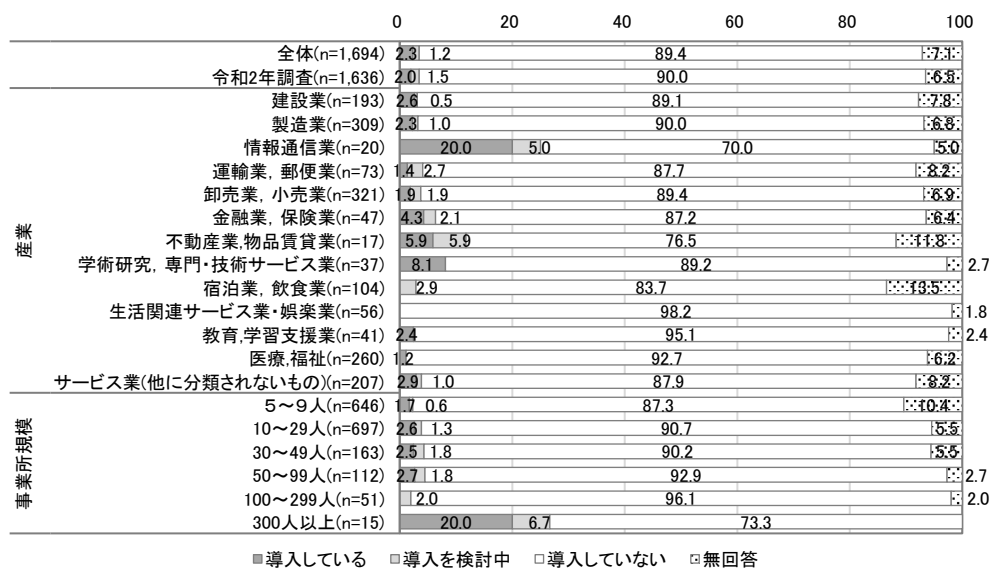 0 20 40 60 80 100
全体(n=1,694) 2.3 1.2 89.4 7.1
令和2年調査(n=1,636) 2.0 1.5 90.0 6.5
産業
建設業(n=193) 2.6 0.5 89.1 7.8
製造業(n=309) 2.3 1.0 90.0 6.8
情報通信業(n=20) 20.0 5.0 70.0 5.0
運輸業，郵便業(n=73) 1.4 2.7 87.7 8.2
卸売業，小売業(n=321) 1.9 1.9 89.4 6.9
金融業，保険業(n=47) 4.3 2.1 87.2 6.4
不動産業,物品賃貸業(n=17) 5.9 5.9 76.5 11.8
学術研究，専門・技術サービス業(n=37) 8.1 89.2 2.7
宿泊業，飲食業(n=104) 2.9 83.7 13.5
生活関連サービス業・娯楽業(n=56) 98.2 1.8
教育,学習支援業(n=41) 2.4 95.1 2.4
医療,福祉(n=260) 1.2 92.7 6.2
サービス業(他に分類されないもの)(n=207) 2.9 1.0 87.9 8.2
事業所規模
５～９人(n=646) 1.7 0.6 87.3 10.4
10～29人(n=697) 2.6 1.3 90.7 5.5
30～49人(n=163) 2.5 1.8 90.2 5.5
50～99人(n=112) 2.7 1.8 92.9 2.7
100～299人(n=51) 2.0 96.1 2.0
300人以上(n=15) 20.0 6.7 73.3
導入している 導入を検討中 導入していない 無回答